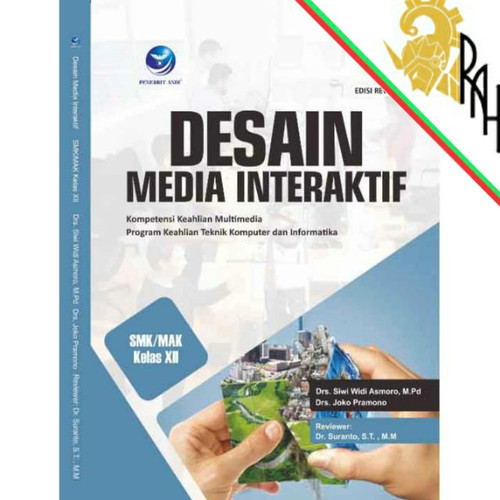 PENERBIT ANDI
EDISI
DESAIN
MEDIA INTERAKTIF
Kompetensi Keahlian Multimedia
Program Keahlian Teknik Komputer dan Informatika
SMK/MAK
Kelas XII
Drs. Siwi Widi Asmoro, M.Pd
Drs. Joko Pramono
Reviewer:
Dr. Suranto, S.T. , M.M
Desain Media Interaktif SMK/MAK Kelas XII Drs. Siwi Widi Asmoro, M.Pd Drs. Joko Pramono Reviewer: Dr. Suranto, S.T. , M.M
RAH